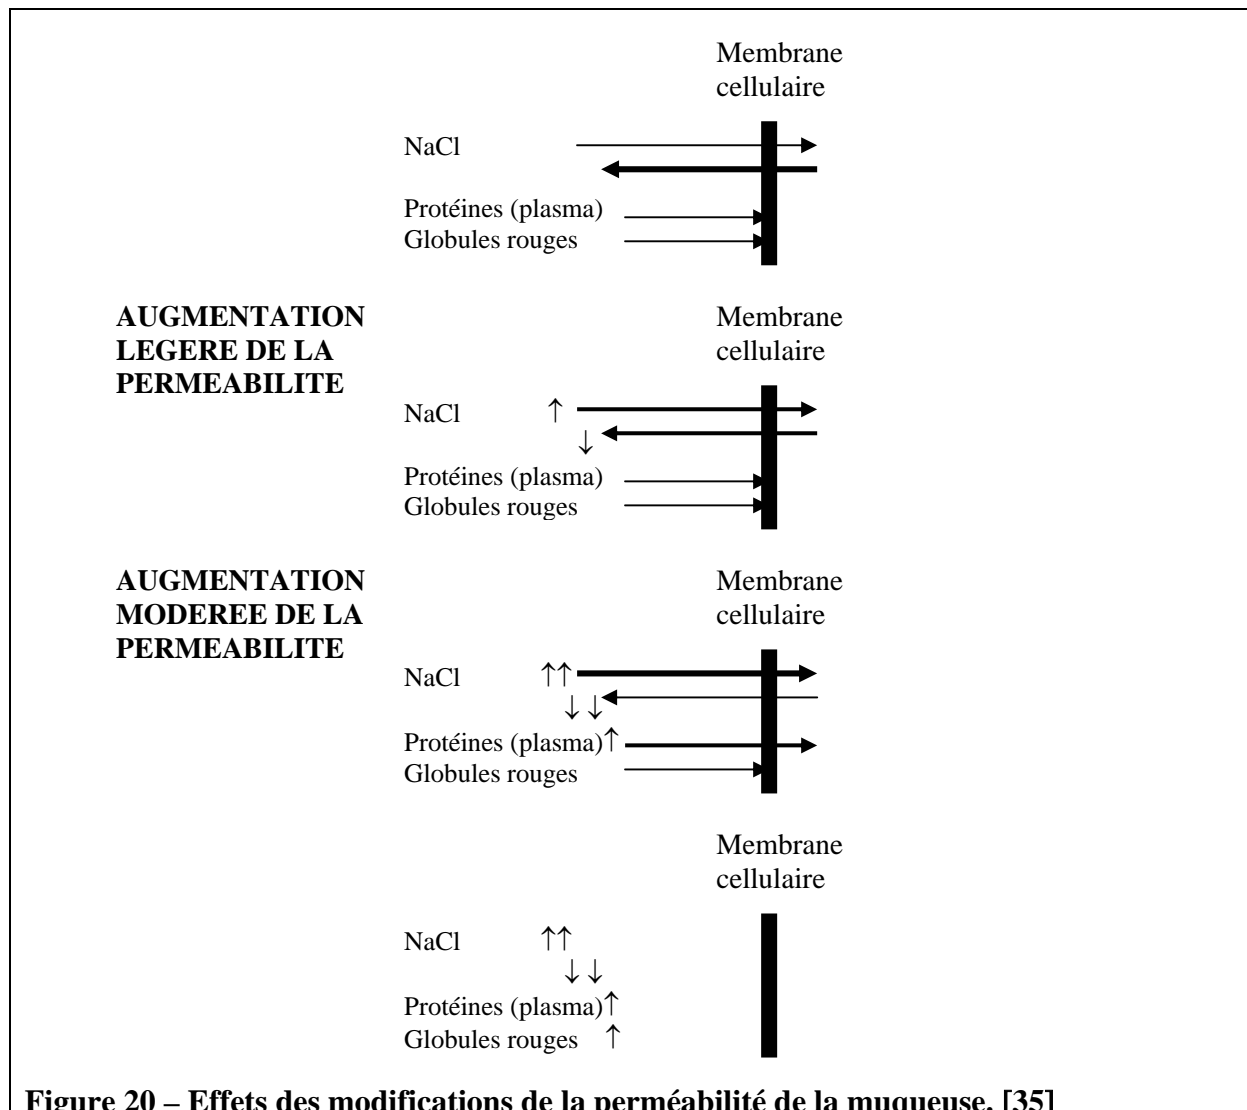 Membrane
cellulaire
NaCl
Protéines (plasma)
Globules rouges
AUGMENTATION
LEGERE DE LA
PERMEABILITE
Membrane
cellulaire
NaCl ↑
↓
Protéines (plasma)
Globules rouges
AUGMENTATION
MODEREE DE LA
PERMEABILITE
Membrane
cellulaire
NaCl ↑↑
↓ ↓
Protéines (plasma)↑
Globules rouges
Membrane
cellulaire
NaCl ↑↑
↓ ↓
Protéines (plasma)↑
Globules rouges ↑
Figure 20 – Effets des modifications de la perméabilité de la muqueuse. [35]